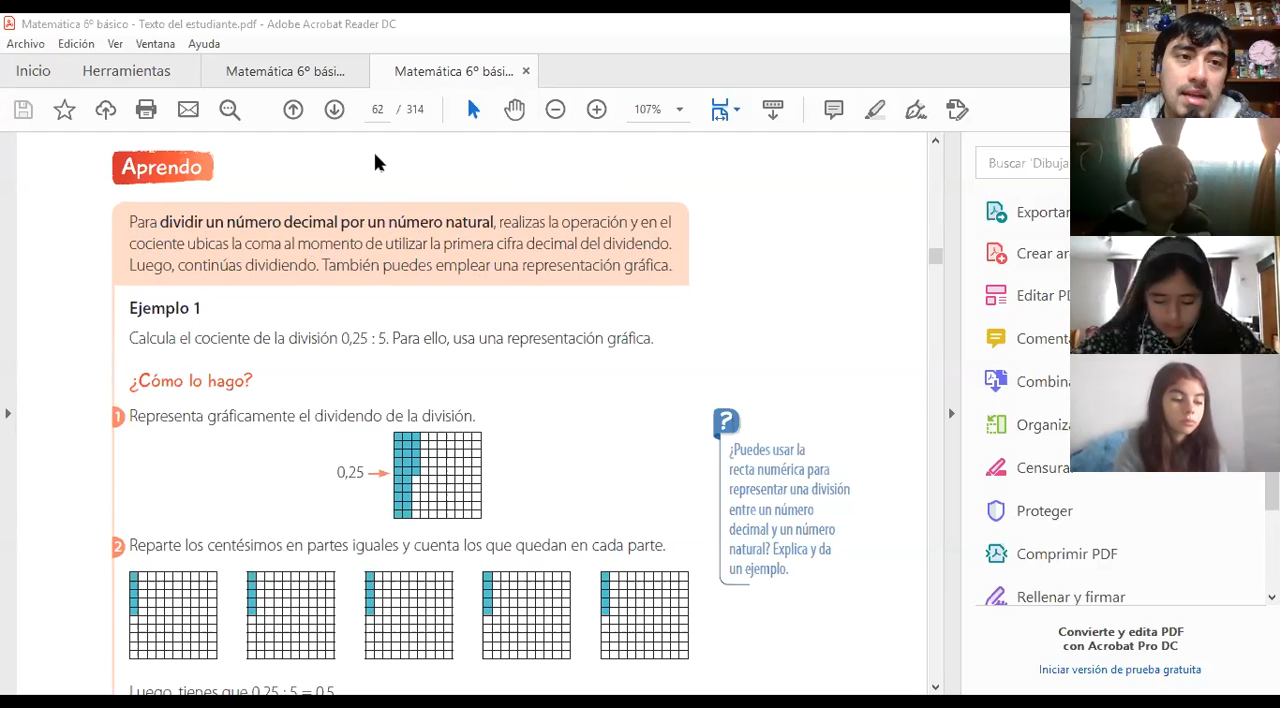 Matemática 6º básico - Texto del estudiante.pdf - Adobe Acrobat Reader DC
Archivo Edición Ver Ventana Ayuda
Inicio Herramientas Matemática 6º bási... Matemática 6º bási... ×
62 / 314 107%
Aprendo
Buscar 'Dibuja
Para dividir un número decimal por un número natural, realizas la operación y en el
cociente ubicas la coma al momento de utilizar la primera cifra decimal del dividendo.
Luego, continúas dividiendo. También puedes emplear una representación gráfica.
Ejemplo 1
Calcula el cociente de la división 0,25 : 5. Para ello, usa una representación gráfica.
¿Cómo lo hago?
1 Representa gráficamente el dividendo de la división.
0,25
2 Reparte los centésimos en partes iguales y cuenta los que quedan en cada parte.
Luego, tienes que 0,25 : 5 = 0,5
?
¿Puedes usar la
recta numérica para
representar una división
entre un número
decimal y un número
natural? Explica y da
un ejemplo.
Exportar
Crear ar
Editar PD
Comenta
Combina
Organiza
Censura
Proteger
Comprimir PDF
Rellenar y firmar
Convierte y edita PDF
con Acrobat Pro DC
Iniciar versión de prueba gratuita